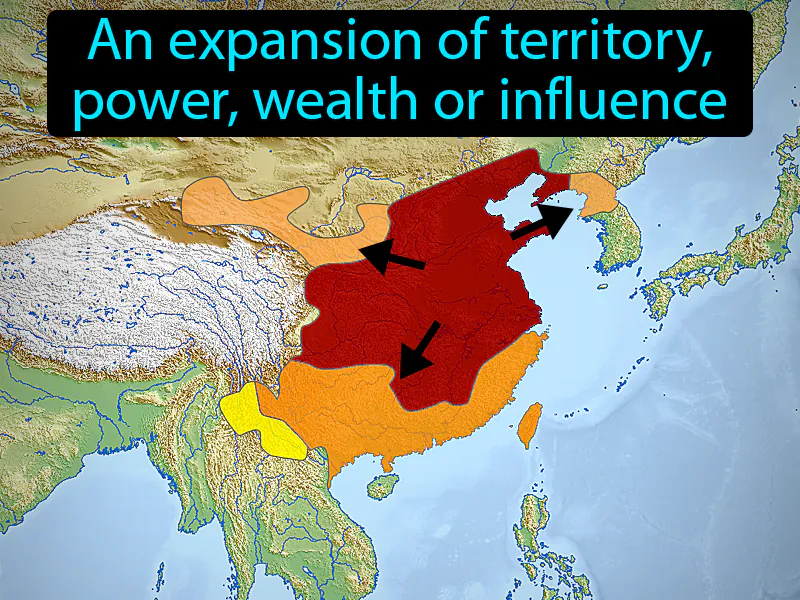 An expansion of territory,
power, wealth or influence